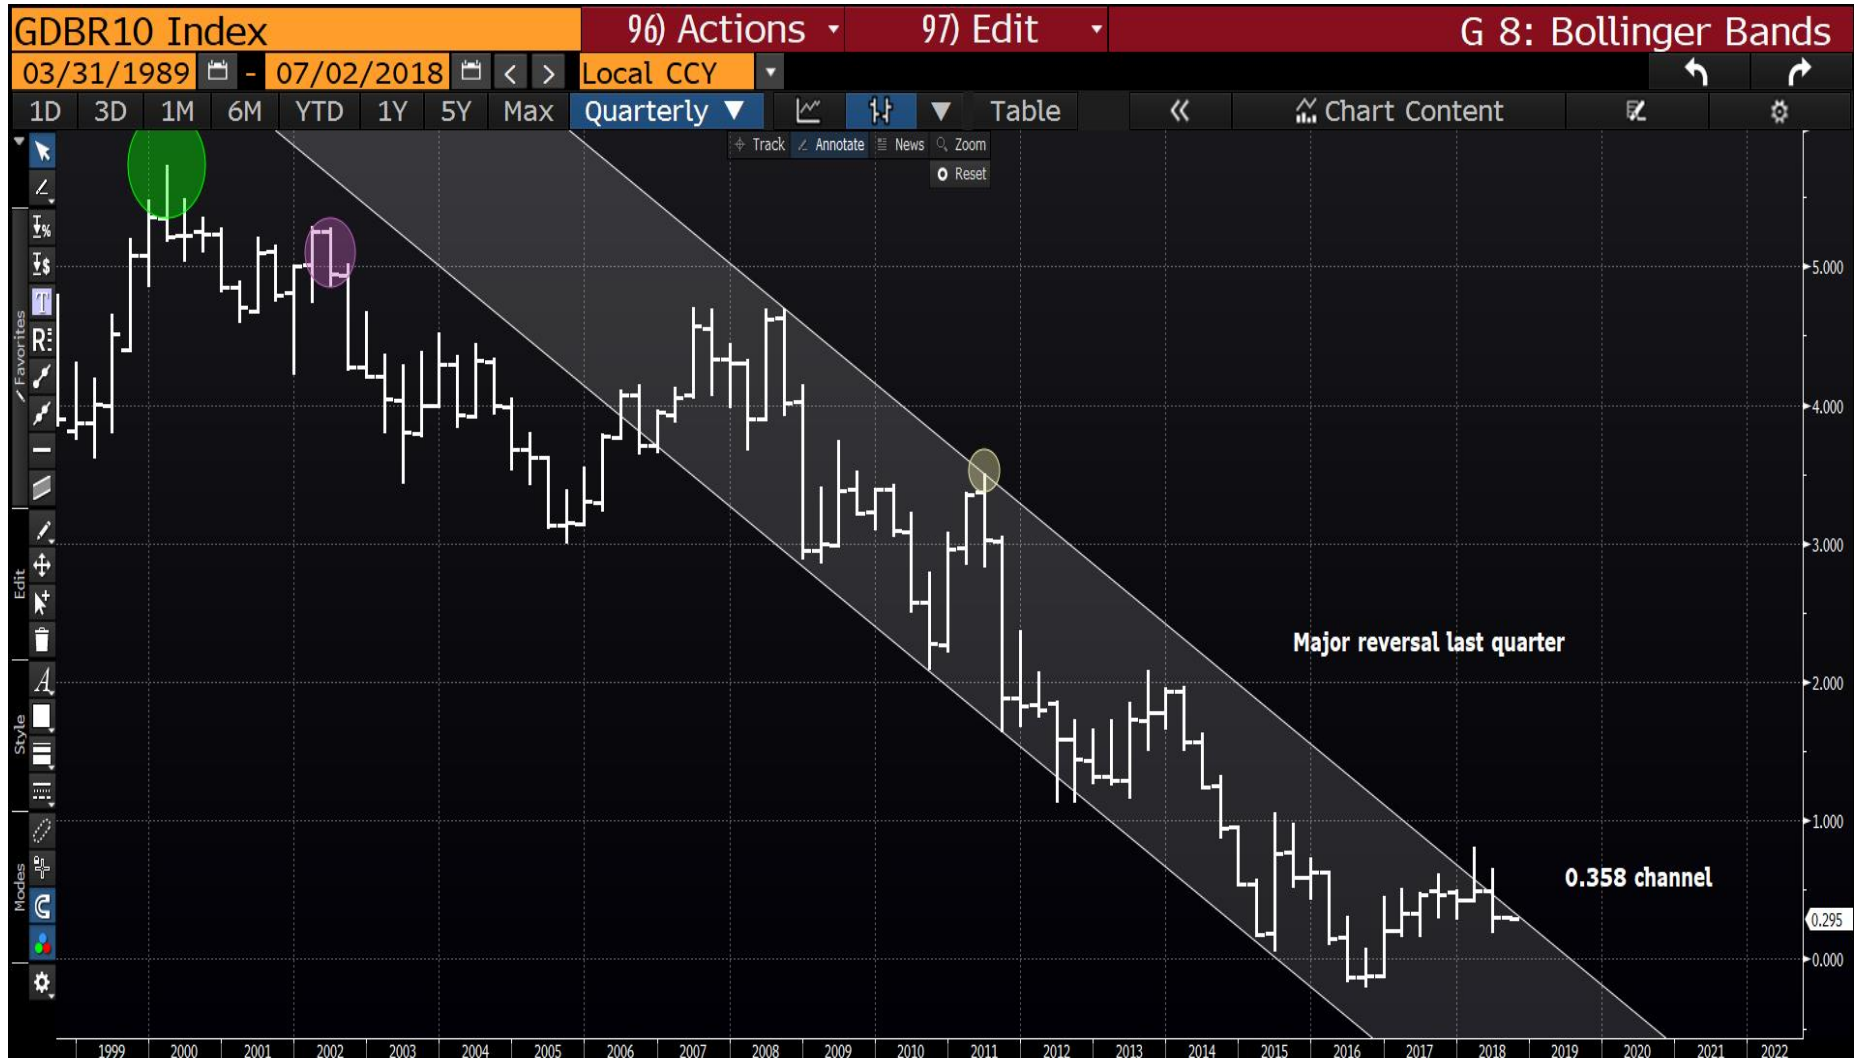 GDBR10 Index 96) Actions 97) Edit G 8: Bollinger Bands
03/31/1989 - 07/02/2018 < > Local CCY
1D 3D 1M 6M YTD 1Y 5Y Max Quarterly ▼ ▼ Table « Chart Content
Track Annotate News Zoom
Reset
Favorites
Edit
Style
Modes
T
R
A
5.000
4.000
3.000
2.000
1.000
0.295
0.000
Major reversal last quarter
0.358 channel
1999 2000 2001 2002 2003 2004 2005 2006 2007 2008 2009 2010 2011 2012 2013 2014 2015 2016 2017 2018 2019 2020 2021 2022